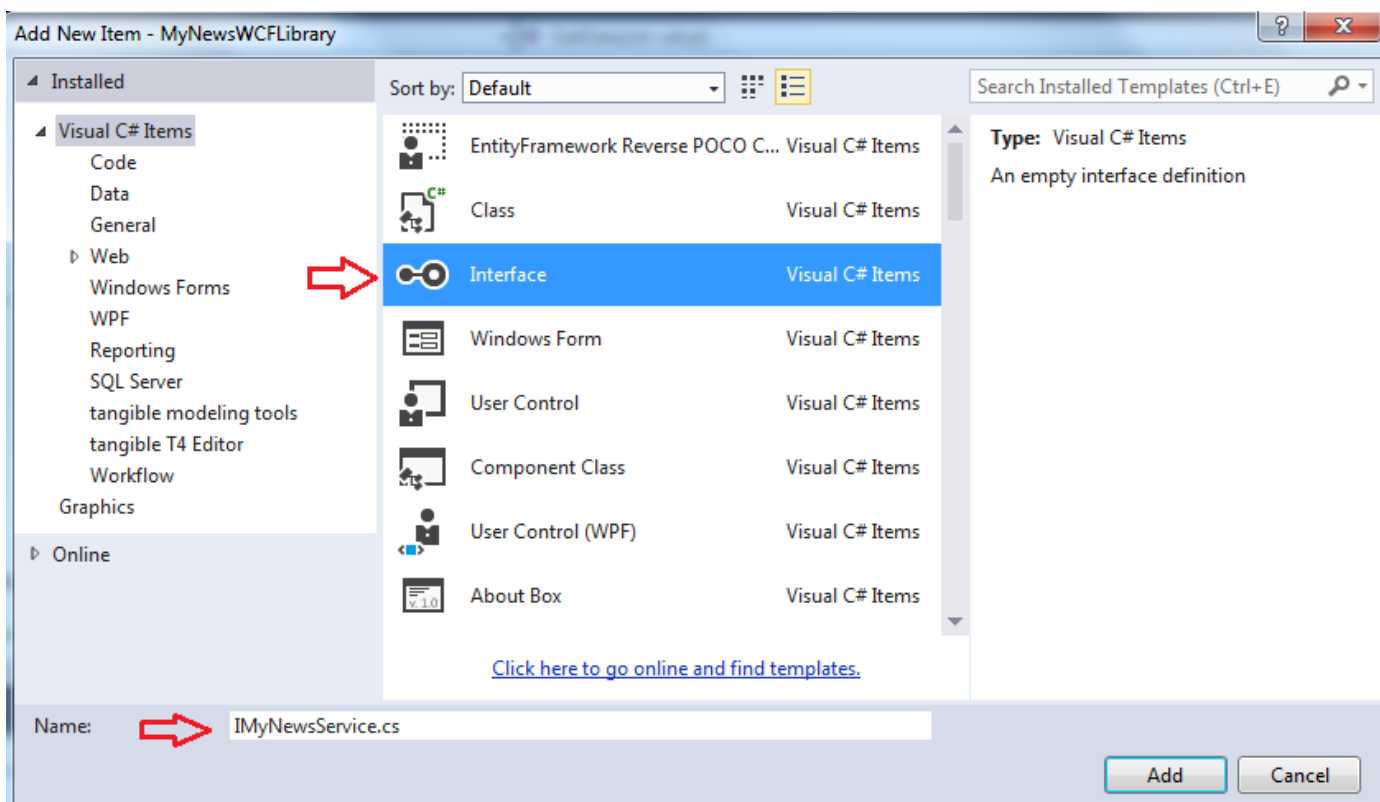 Add New Item - MyNewsWCFLibrary
Installed
Sort by: Default
Search Installed Templates (Ctrl+E)
Visual C# Items
Code
Data
General
Web
Windows Forms
WPF
Reporting
SQL Server
tangible modeling tools
tangible T4 Editor
Workflow
Graphics
Online
EntityFramework Reverse POCO C... Visual C# Items
C# Class Visual C# Items
Interface Visual C# Items
Windows Form Visual C# Items
User Control Visual C# Items
Component Class Visual C# Items
User Control (WPF) Visual C# Items
v. 1.0 About Box Visual C# Items
Click here to go online and find templates.
Type: Visual C# Items
An empty interface definition
Name: IMyNewsService.cs
Add Cancel